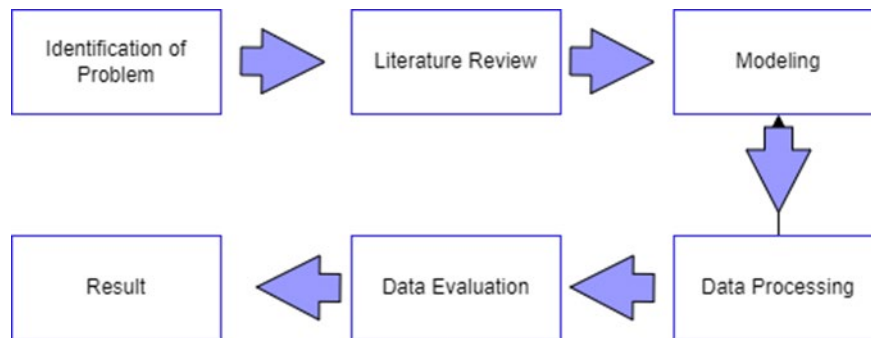 Identification of
Problem
Literature Review
Modeling
Result
Data Evaluation
Data Processing